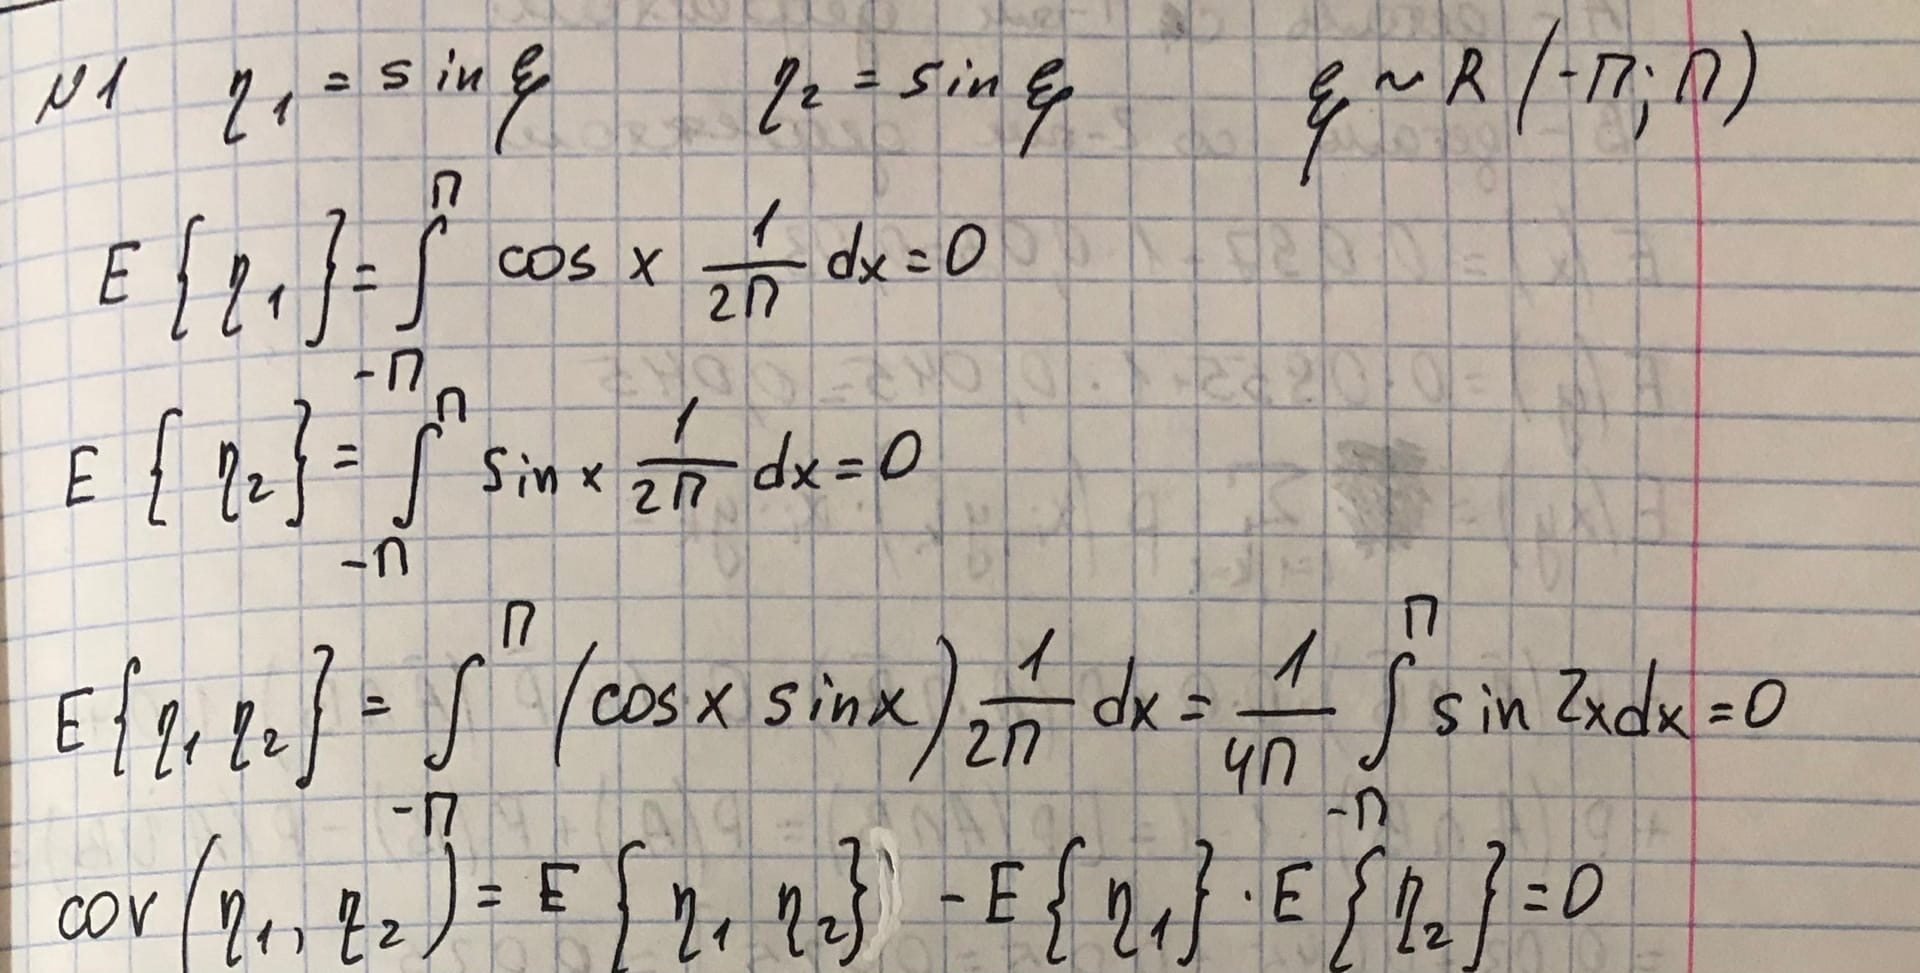 N1 η₁ = sin ξ η₂ = sin ξ ξ ~ R (-π; π)
E {η₁} = ∫_{-π}^{π} cos x 1/2π dx = 0
E {η₂} = ∫_{-π}^{π} sin x 1/2π dx = 0
E {η₁ η₂} = ∫_{-π}^{π} (cos x sin x) 1/2π dx = 1/4π ∫_{-π}^{π} sin 2x dx = 0
cov (η₁, η₂) = E {η₁ η₂} - E {η₁} · E {η₂} = 0